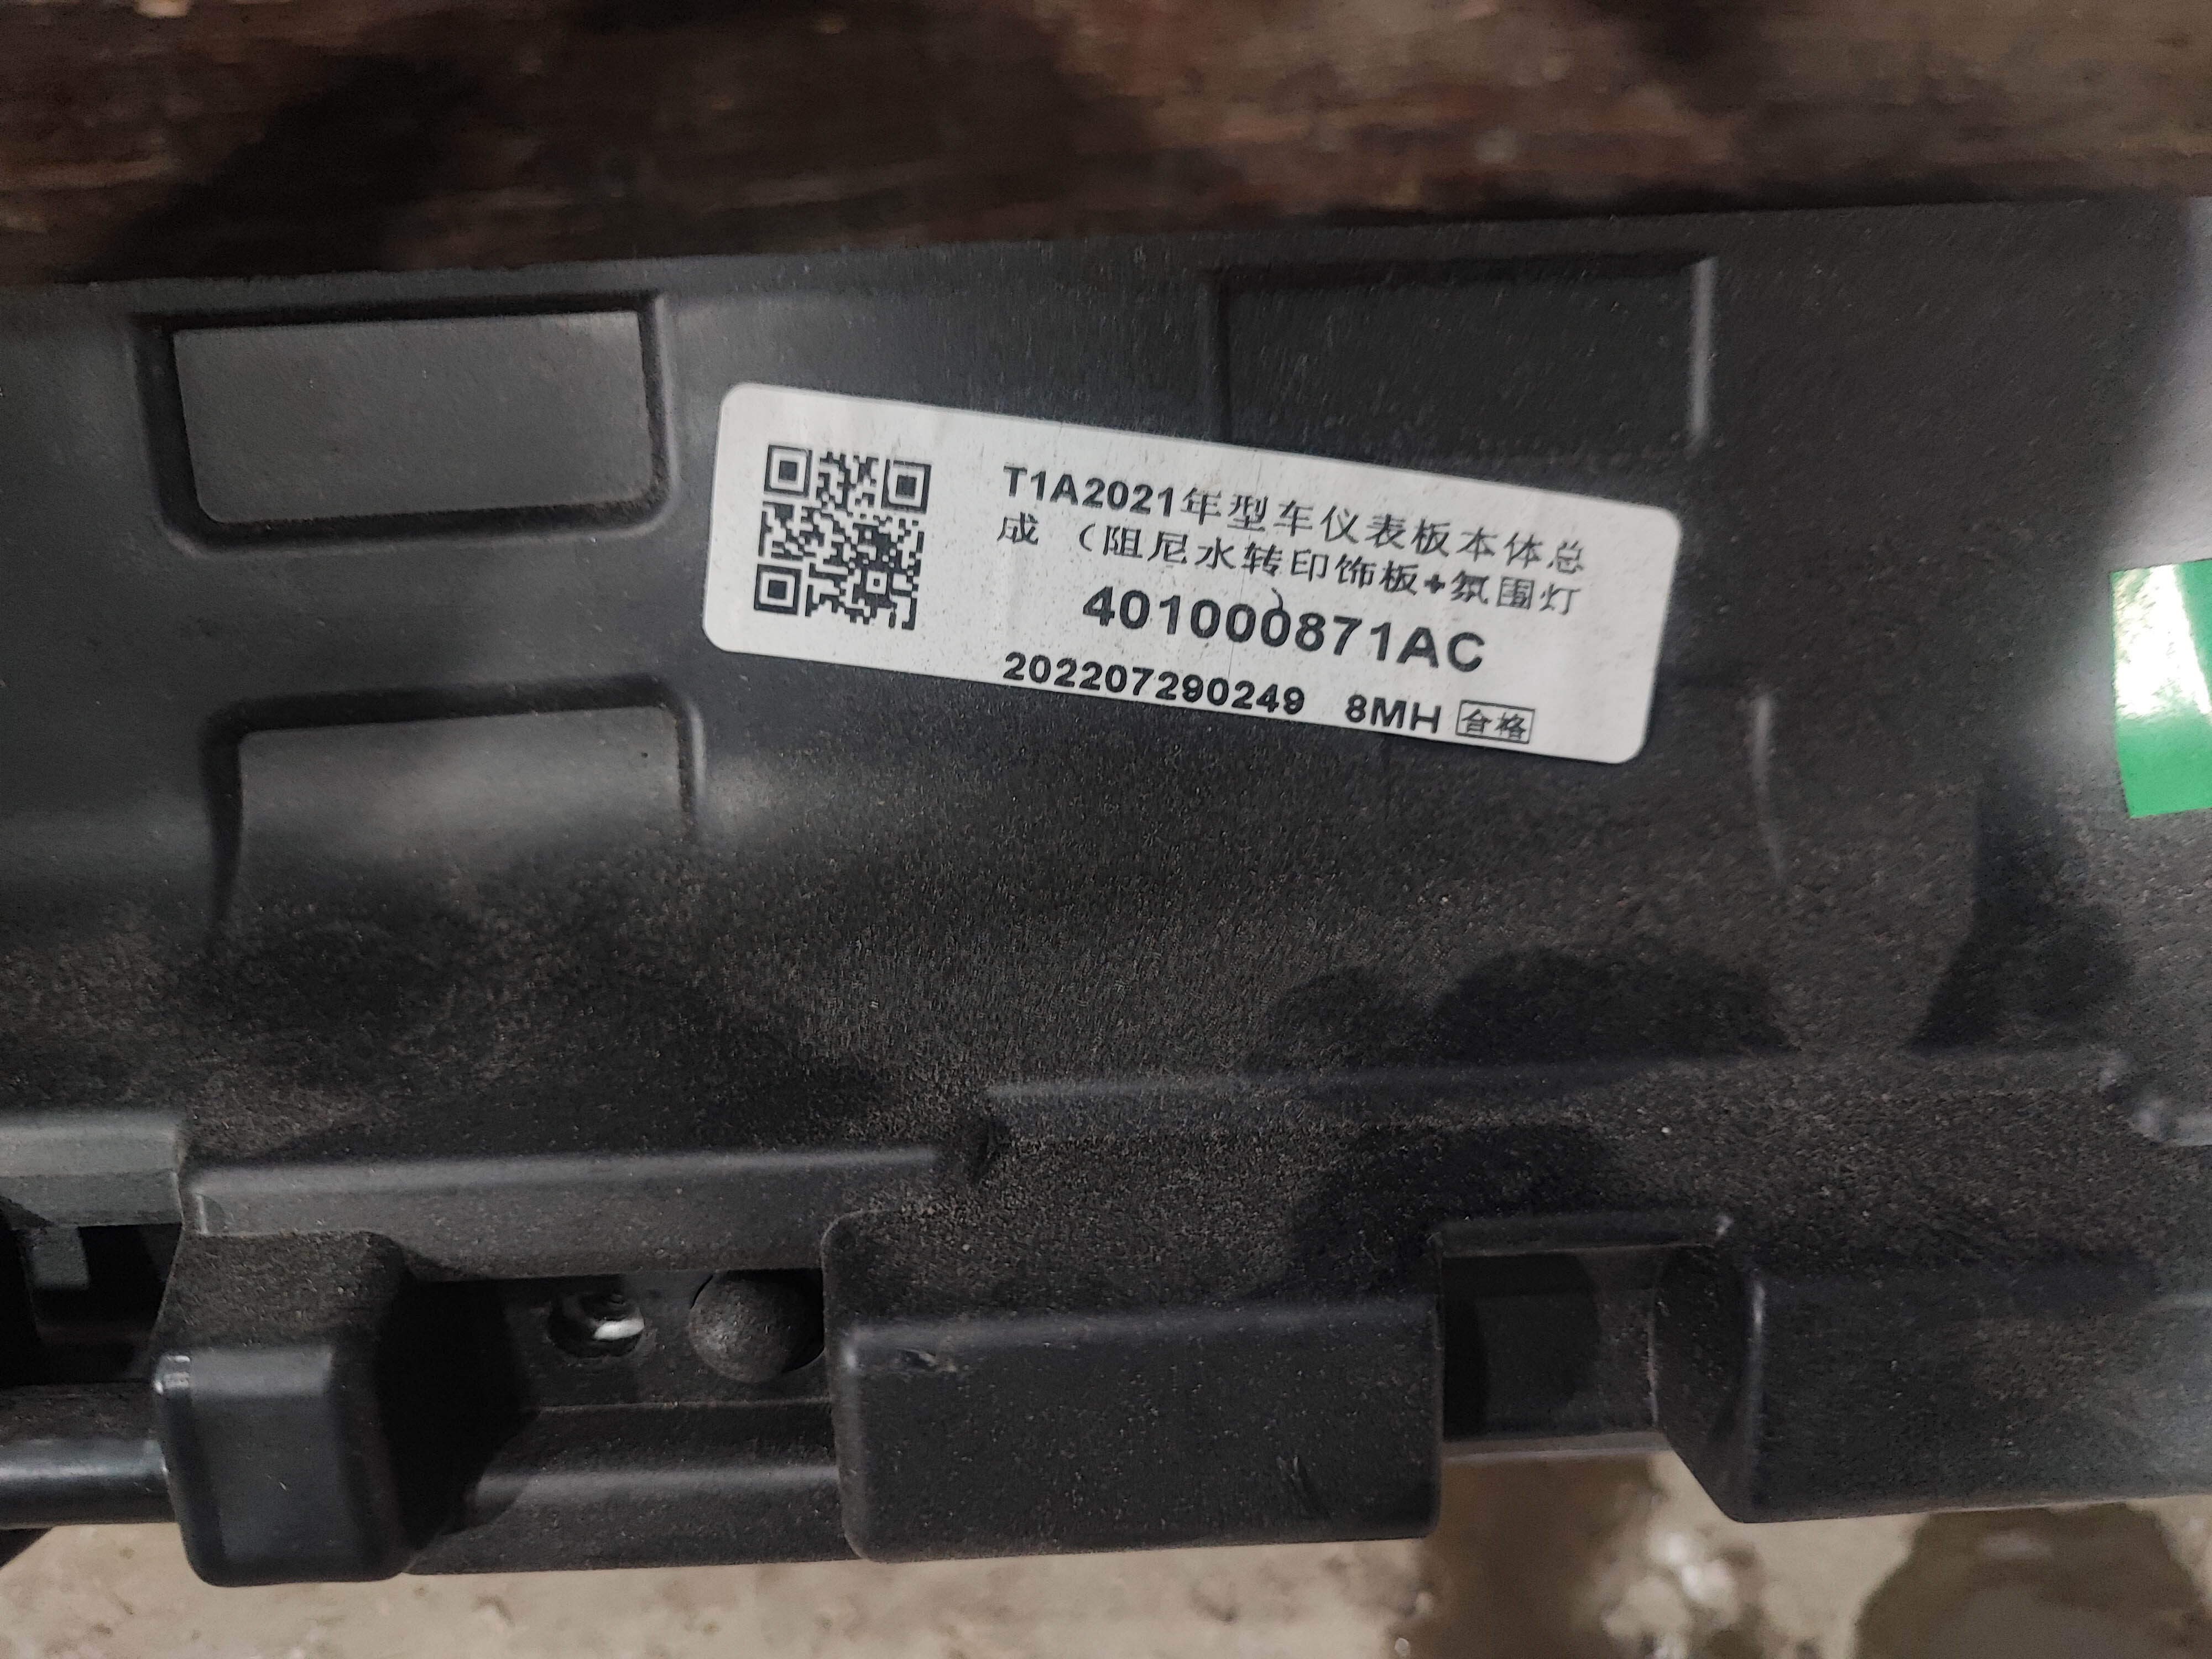 T1A2021年型车仪表板本体总
成 （阻尼水转印饰板+氛围灯
）
401000871AC
202207290249 8MH 合格